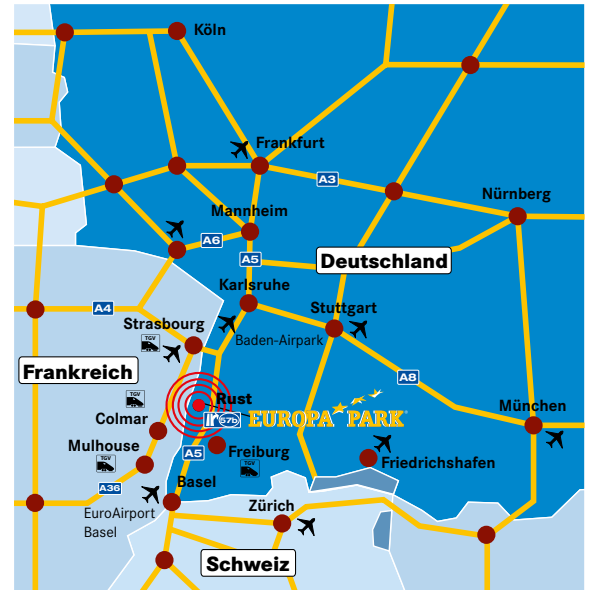 Köln
Frankfurt
A3
Nürnberg
Mannheim
A6
A5
Deutschland
Karlsruhe
A4
Stuttgart
Strasbourg
Baden-Airpark
TGV
Frankreich
A8
TGV
Rust
München
ir 57b
EUROPA PARK®
Colmar
Mulhouse
A5
Freiburg
TGV
TGV
Friedrichshafen
A36
Basel
EuroAirport
Basel
Zürich
Schweiz